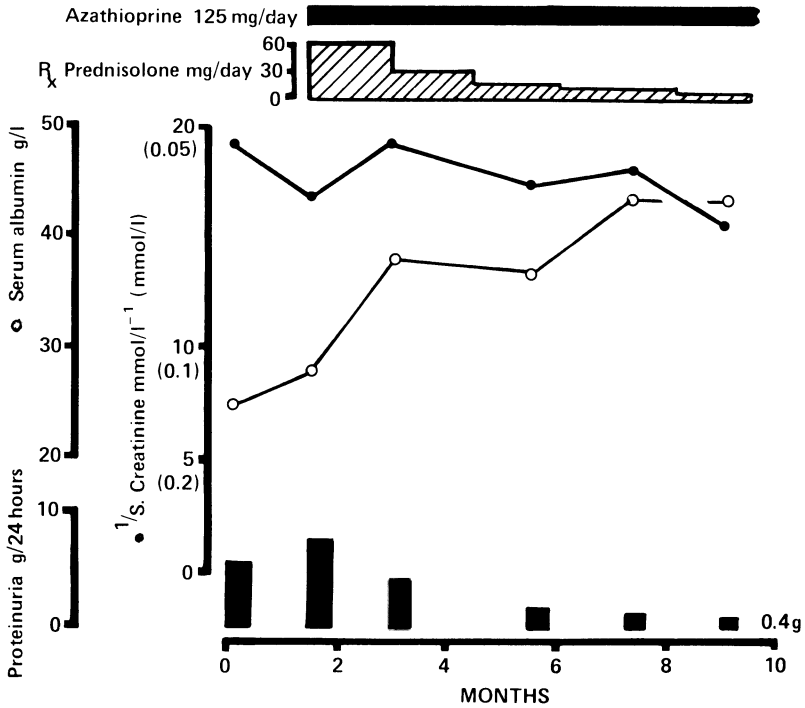 Azathioprine 125 mg/day
Rx Prednisolone mg/day
60
30
0
Serum albumin g/l
50
40
30
20
Proteinuria g/24 hours
10
0
1/S. Creatinine mmol/l⁻¹ (mmol/l)
20
(0.05)
10
(0.1)
5
(0.2)
0
0.4g
0 2 4 6 8 10
MONTHS